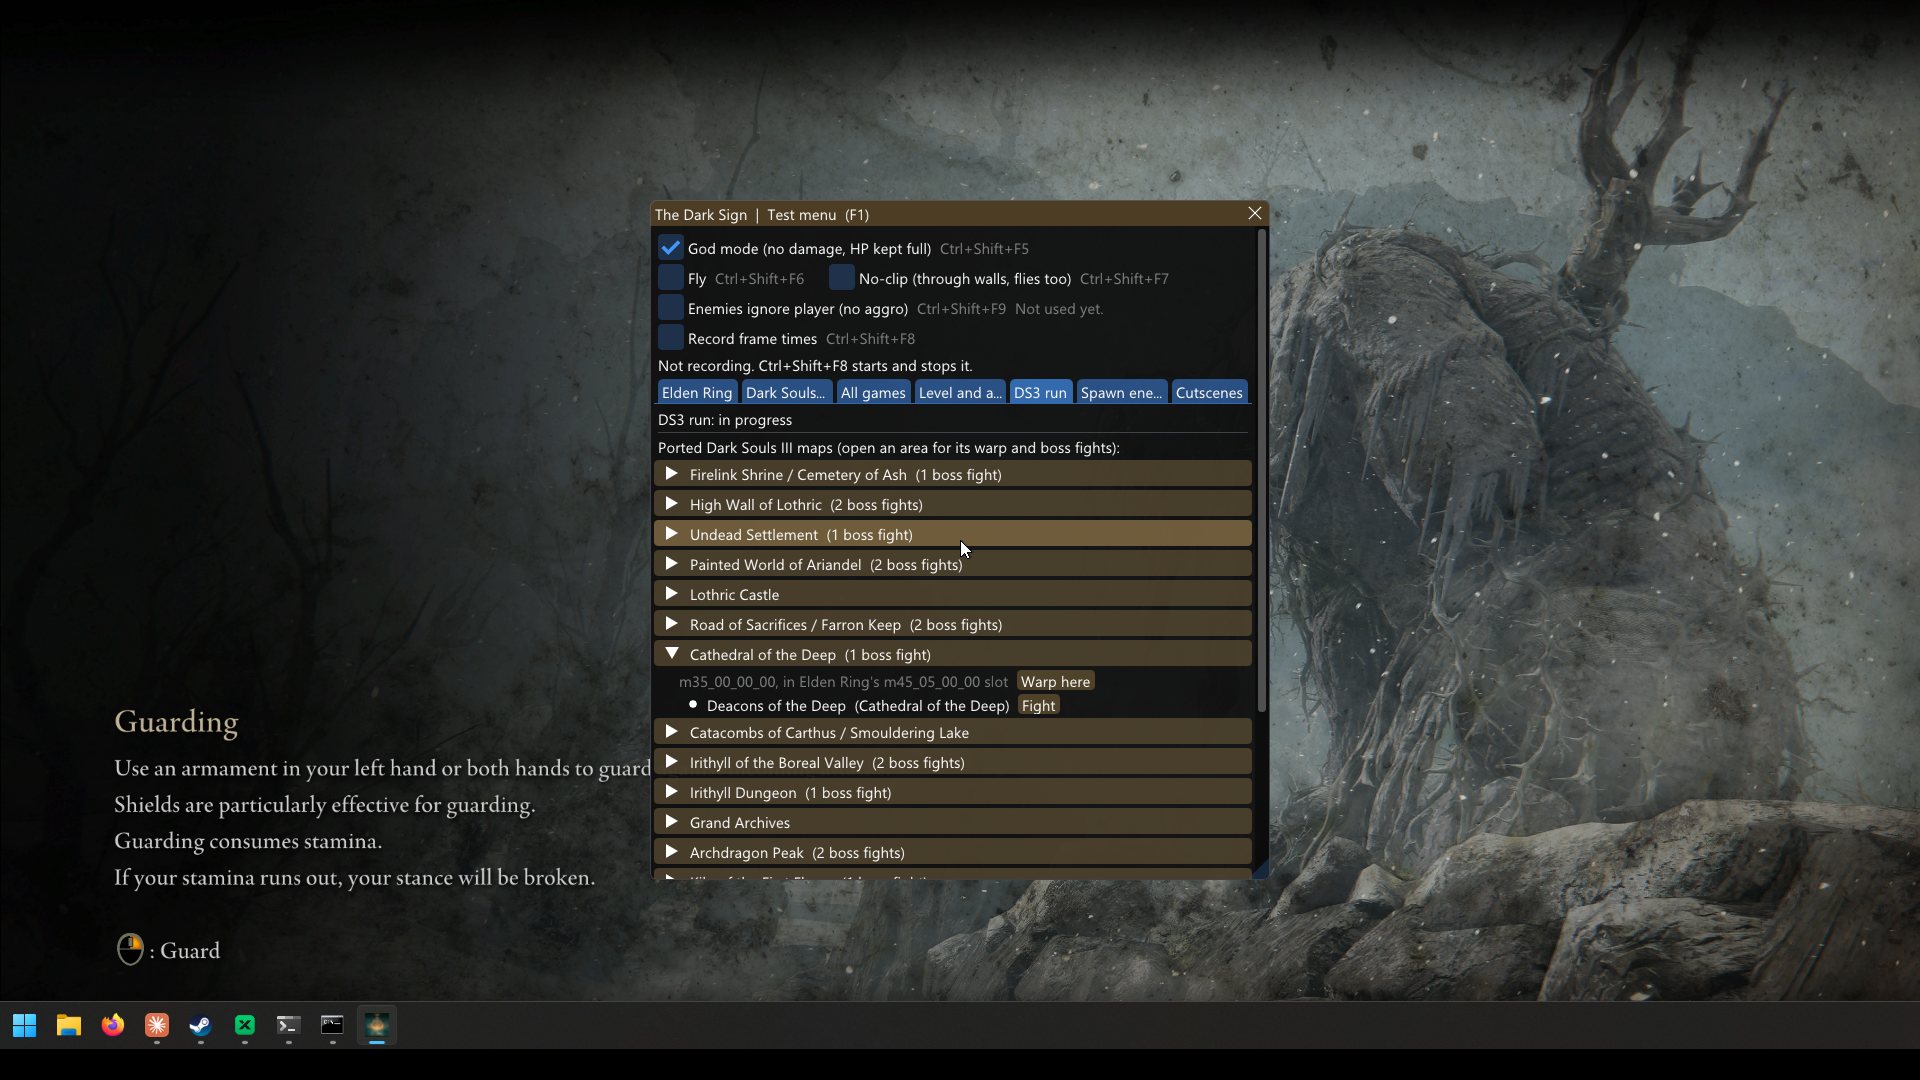 The Dark Sign | Test menu (F1)
God mode (no damage, HP kept full) Ctrl+Shift+F5
Fly Ctrl+Shift+F6 No-clip (through walls, flies too) Ctrl+Shift+F7
Enemies ignore player (no aggro) Ctrl+Shift+F9 Not used yet.
Record frame times Ctrl+Shift+F8
Not recording. Ctrl+Shift+F8 starts and stops it.
Elden Ring Dark Souls... All games Level and a... DS3 run Spawn ene... Cutscenes
DS3 run: in progress
Ported Dark Souls III maps (open an area for its warp and boss fights):
Firelink Shrine / Cemetery of Ash (1 boss fight)
High Wall of Lothric (2 boss fights)
Undead Settlement (1 boss fight)
Painted World of Ariandel (2 boss fights)
Lothric Castle
Road of Sacrifices / Farron Keep (2 boss fights)
Cathedral of the Deep (1 boss fight)
m35_00_00_00, in Elden Ring's m45_05_00_00 slot Warp here
Deacons of the Deep (Cathedral of the Deep) Fight
Catacombs of Carthus / Smouldering Lake
Irithyll of the Boreal Valley (2 boss fights)
Irithyll Dungeon (1 boss fight)
Grand Archives
Archdragon Peak (2 boss fights)
Guarding
Use an armament in your left hand or both hands to guard
Shields are particularly effective for guarding.
Guarding consumes stamina.
If your stamina runs out, your stance will be broken.
: Guard